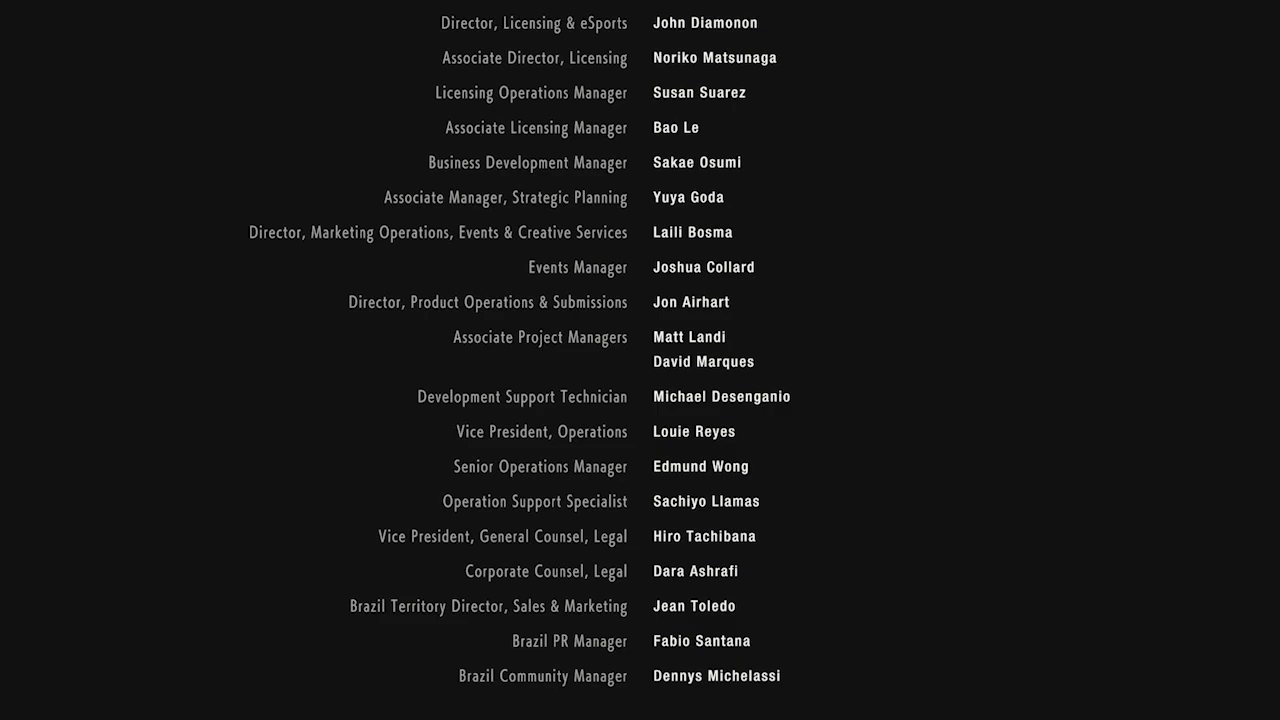 Director, Licensing & eSports John Diamonon
Associate Director, Licensing Noriko Matsunaga
Licensing Operations Manager Susan Suarez
Associate Licensing Manager Bao Le
Business Development Manager Sakae Osumi
Associate Manager, Strategic Planning Yuya Goda
Director, Marketing Operations, Events & Creative Services Laili Bosma
Events Manager Joshua Collard
Director, Product Operations & Submissions Jon Airhart
Associate Project Managers Matt Landi
David Marques
Development Support Technician Michael Desenganio
Vice President, Operations Louie Reyes
Senior Operations Manager Edmund Wong
Operation Support Specialist Sachiyo Llamas
Vice President, General Counsel, Legal Hiro Tachibana
Corporate Counsel, Legal Dara Ashrafi
Brazil Territory Director, Sales & Marketing Jean Toledo
Brazil PR Manager Fabio Santana
Brazil Community Manager Dennys Michelassi